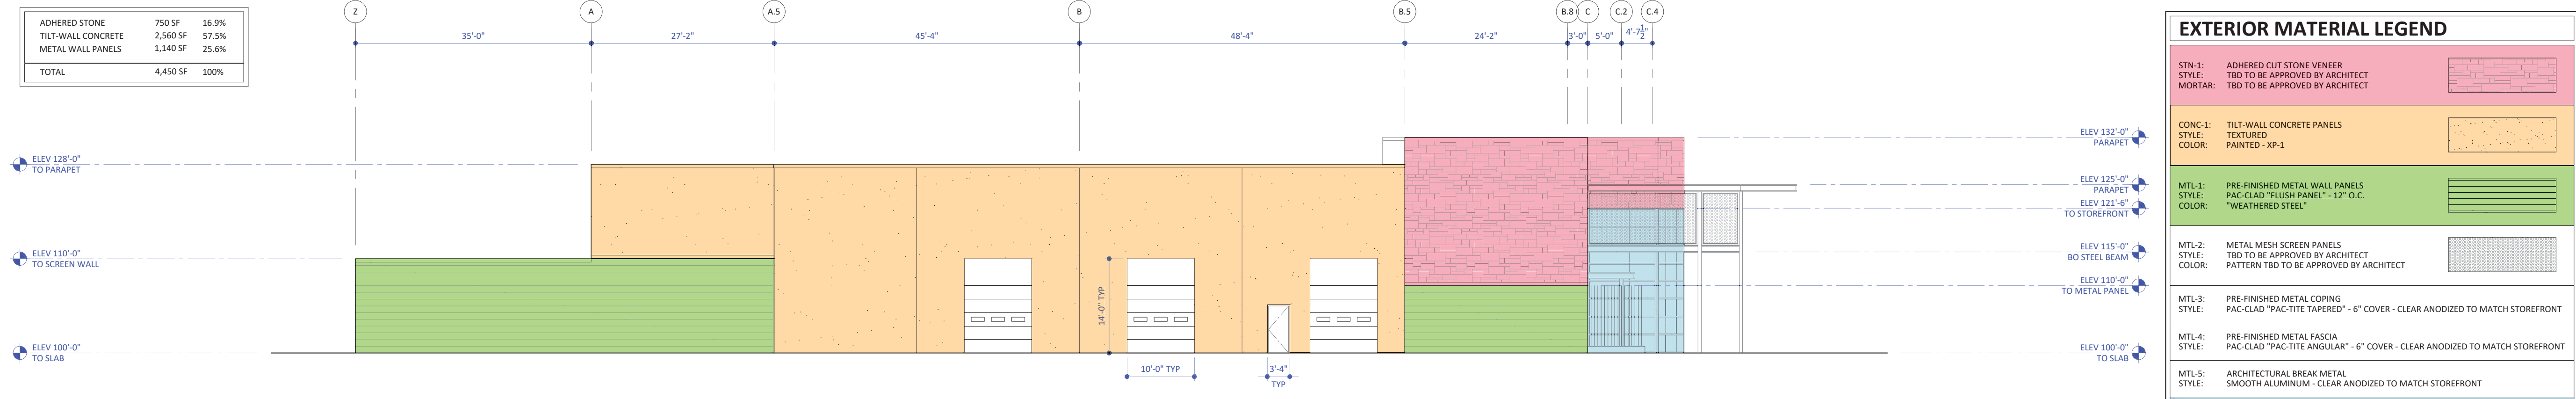 ADHERED STONE 750 SF 16.9%
TILT-WALL CONCRETE 2,560 SF 57.5%
METAL WALL PANELS 1,140 SF 25.6%
TOTAL 4,450 SF 100%
Z A A.5 B B.5 B.8 C C.2 C.4
35'-0" 27'-2" 45'-4" 48'-4" 24'-2" 3'-0" 5'-0" 4'-7½"
ELEV 128'-0"
TO PARAPET
ELEV 110'-0"
TO SCREEN WALL
ELEV 100'-0"
TO SLAB
14'-0" TYP
10'-0" TYP
3'-4"
TYP
ELEV 132'-0"
PARAPET
ELEV 125'-0"
PARAPET
ELEV 121'-6"
TO STOREFRONT
ELEV 115'-0"
BO STEEL BEAM
ELEV 110'-0"
TO METAL PANEL
ELEV 100'-0"
TO SLAB
EXTERIOR MATERIAL LEGEND
STN-1: ADHERED CUT STONE VENEER
STYLE: TBD TO BE APPROVED BY ARCHITECT
MORTAR: TBD TO BE APPROVED BY ARCHITECT
CONC-1: TILT-WALL CONCRETE PANELS
STYLE: TEXTURED
COLOR: PAINTED - XP-1
MTL-1: PRE-FINISHED METAL WALL PANELS
STYLE: PAC-CLAD "FLUSH PANEL" - 12" O.C.
COLOR: "WEATHERED STEEL"
MTL-2: METAL MESH SCREEN PANELS
STYLE: TBD TO BE APPROVED BY ARCHITECT
COLOR: PATTERN TBD TO BE APPROVED BY ARCHITECT
MTL-3: PRE-FINISHED METAL COPING
STYLE: PAC-CLAD "PAC-TITE TAPERED" - 6" COVER - CLEAR ANODIZED TO MATCH STOREFRONT
MTL-4: PRE-FINISHED METAL FASCIA
STYLE: PAC-CLAD "PAC-TITE ANGULAR" - 6" COVER - CLEAR ANODIZED TO MATCH STOREFRONT
MTL-5: ARCHITECTURAL BREAK METAL
STYLE: SMOOTH ALUMINUM - CLEAR ANODIZED TO MATCH STOREFRONT